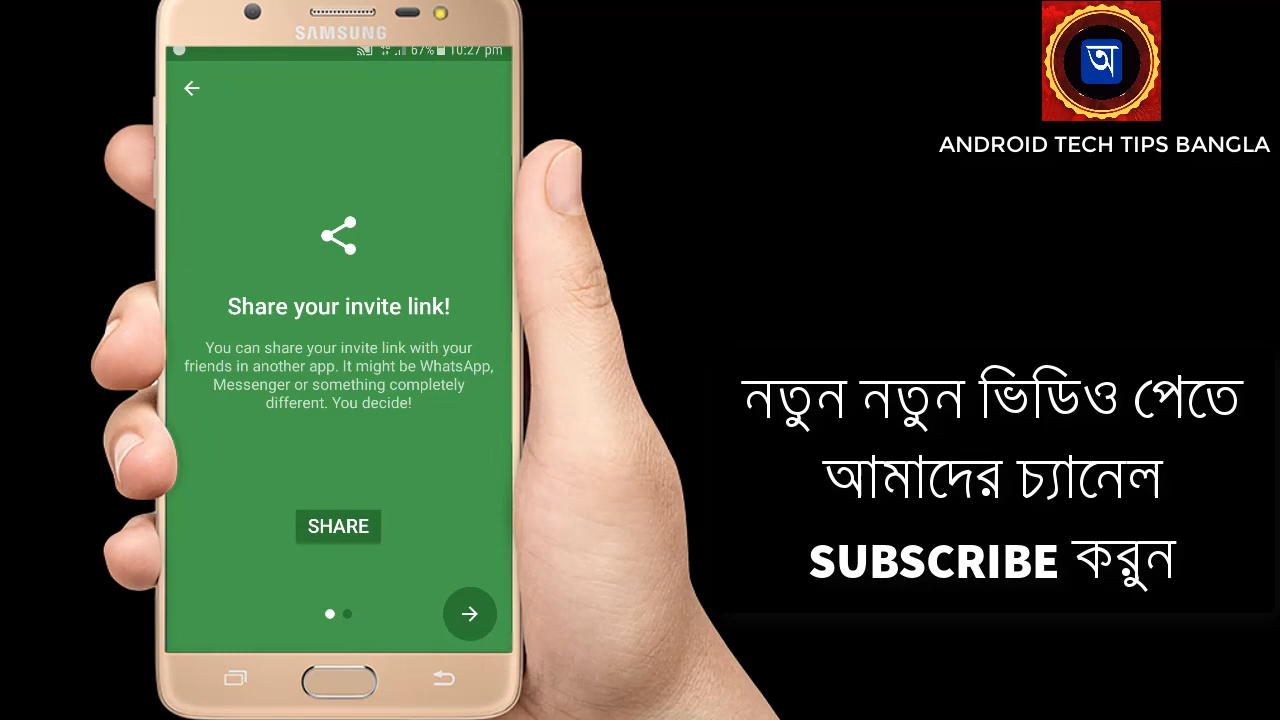 SAMSUNG
67% 10:27 pm
অ
ANDROID TECH TIPS BANGLA
Share your invite link!
You can share your invite link with your
friends in another app. It might be WhatsApp,
Messenger or something completely
different. You decide!
SHARE
নতুন নতুন ভিডিও পেতে
আমাদের চ্যানেল
SUBSCRIBE করুন